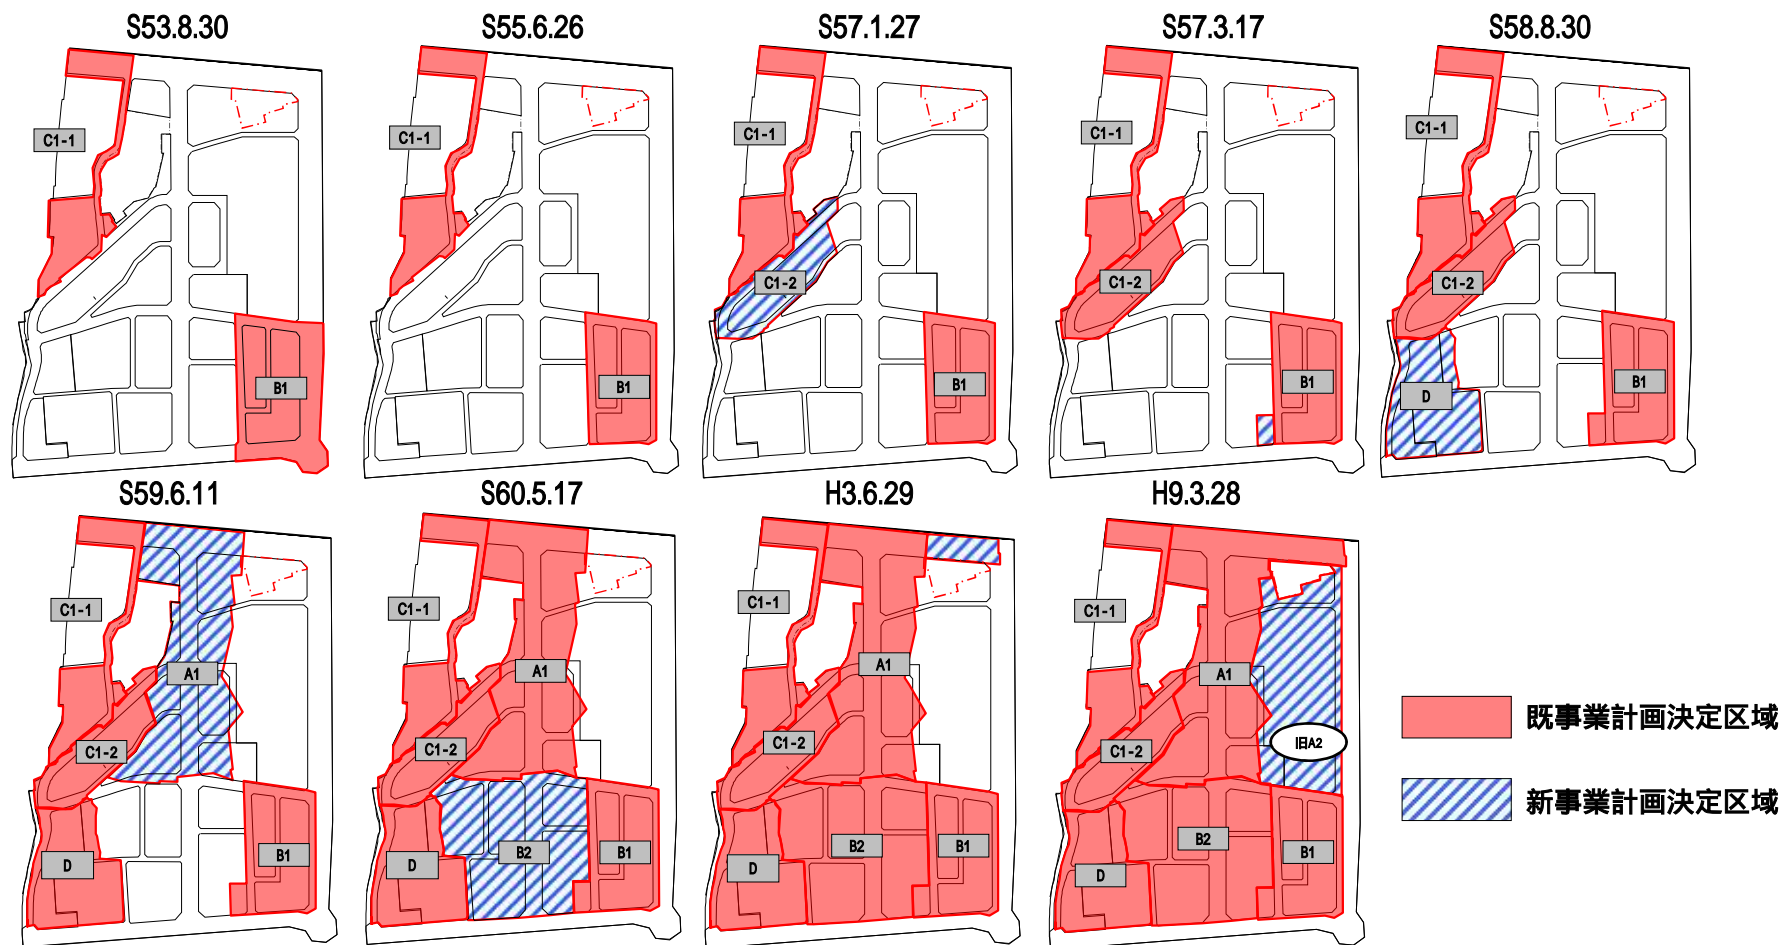 S53.8.30
C1-1
B1
S55.6.26
C1-1
B1
S57.1.27
C1-1
C1-2
B1
S57.3.17
C1-1
C1-2
B1
S58.8.30
C1-1
C1-2
D
B1
S59.6.11
C1-1
A1
C1-2
D
B1
S60.5.17
C1-1
A1
C1-2
D
B2
B1
H3.6.29
C1-1
A1
C1-2
D
B2
B1
H9.3.28
C1-1
A1
C1-2
旧A2
D
B2
B1
既事業計画決定区域
新事業計画決定区域